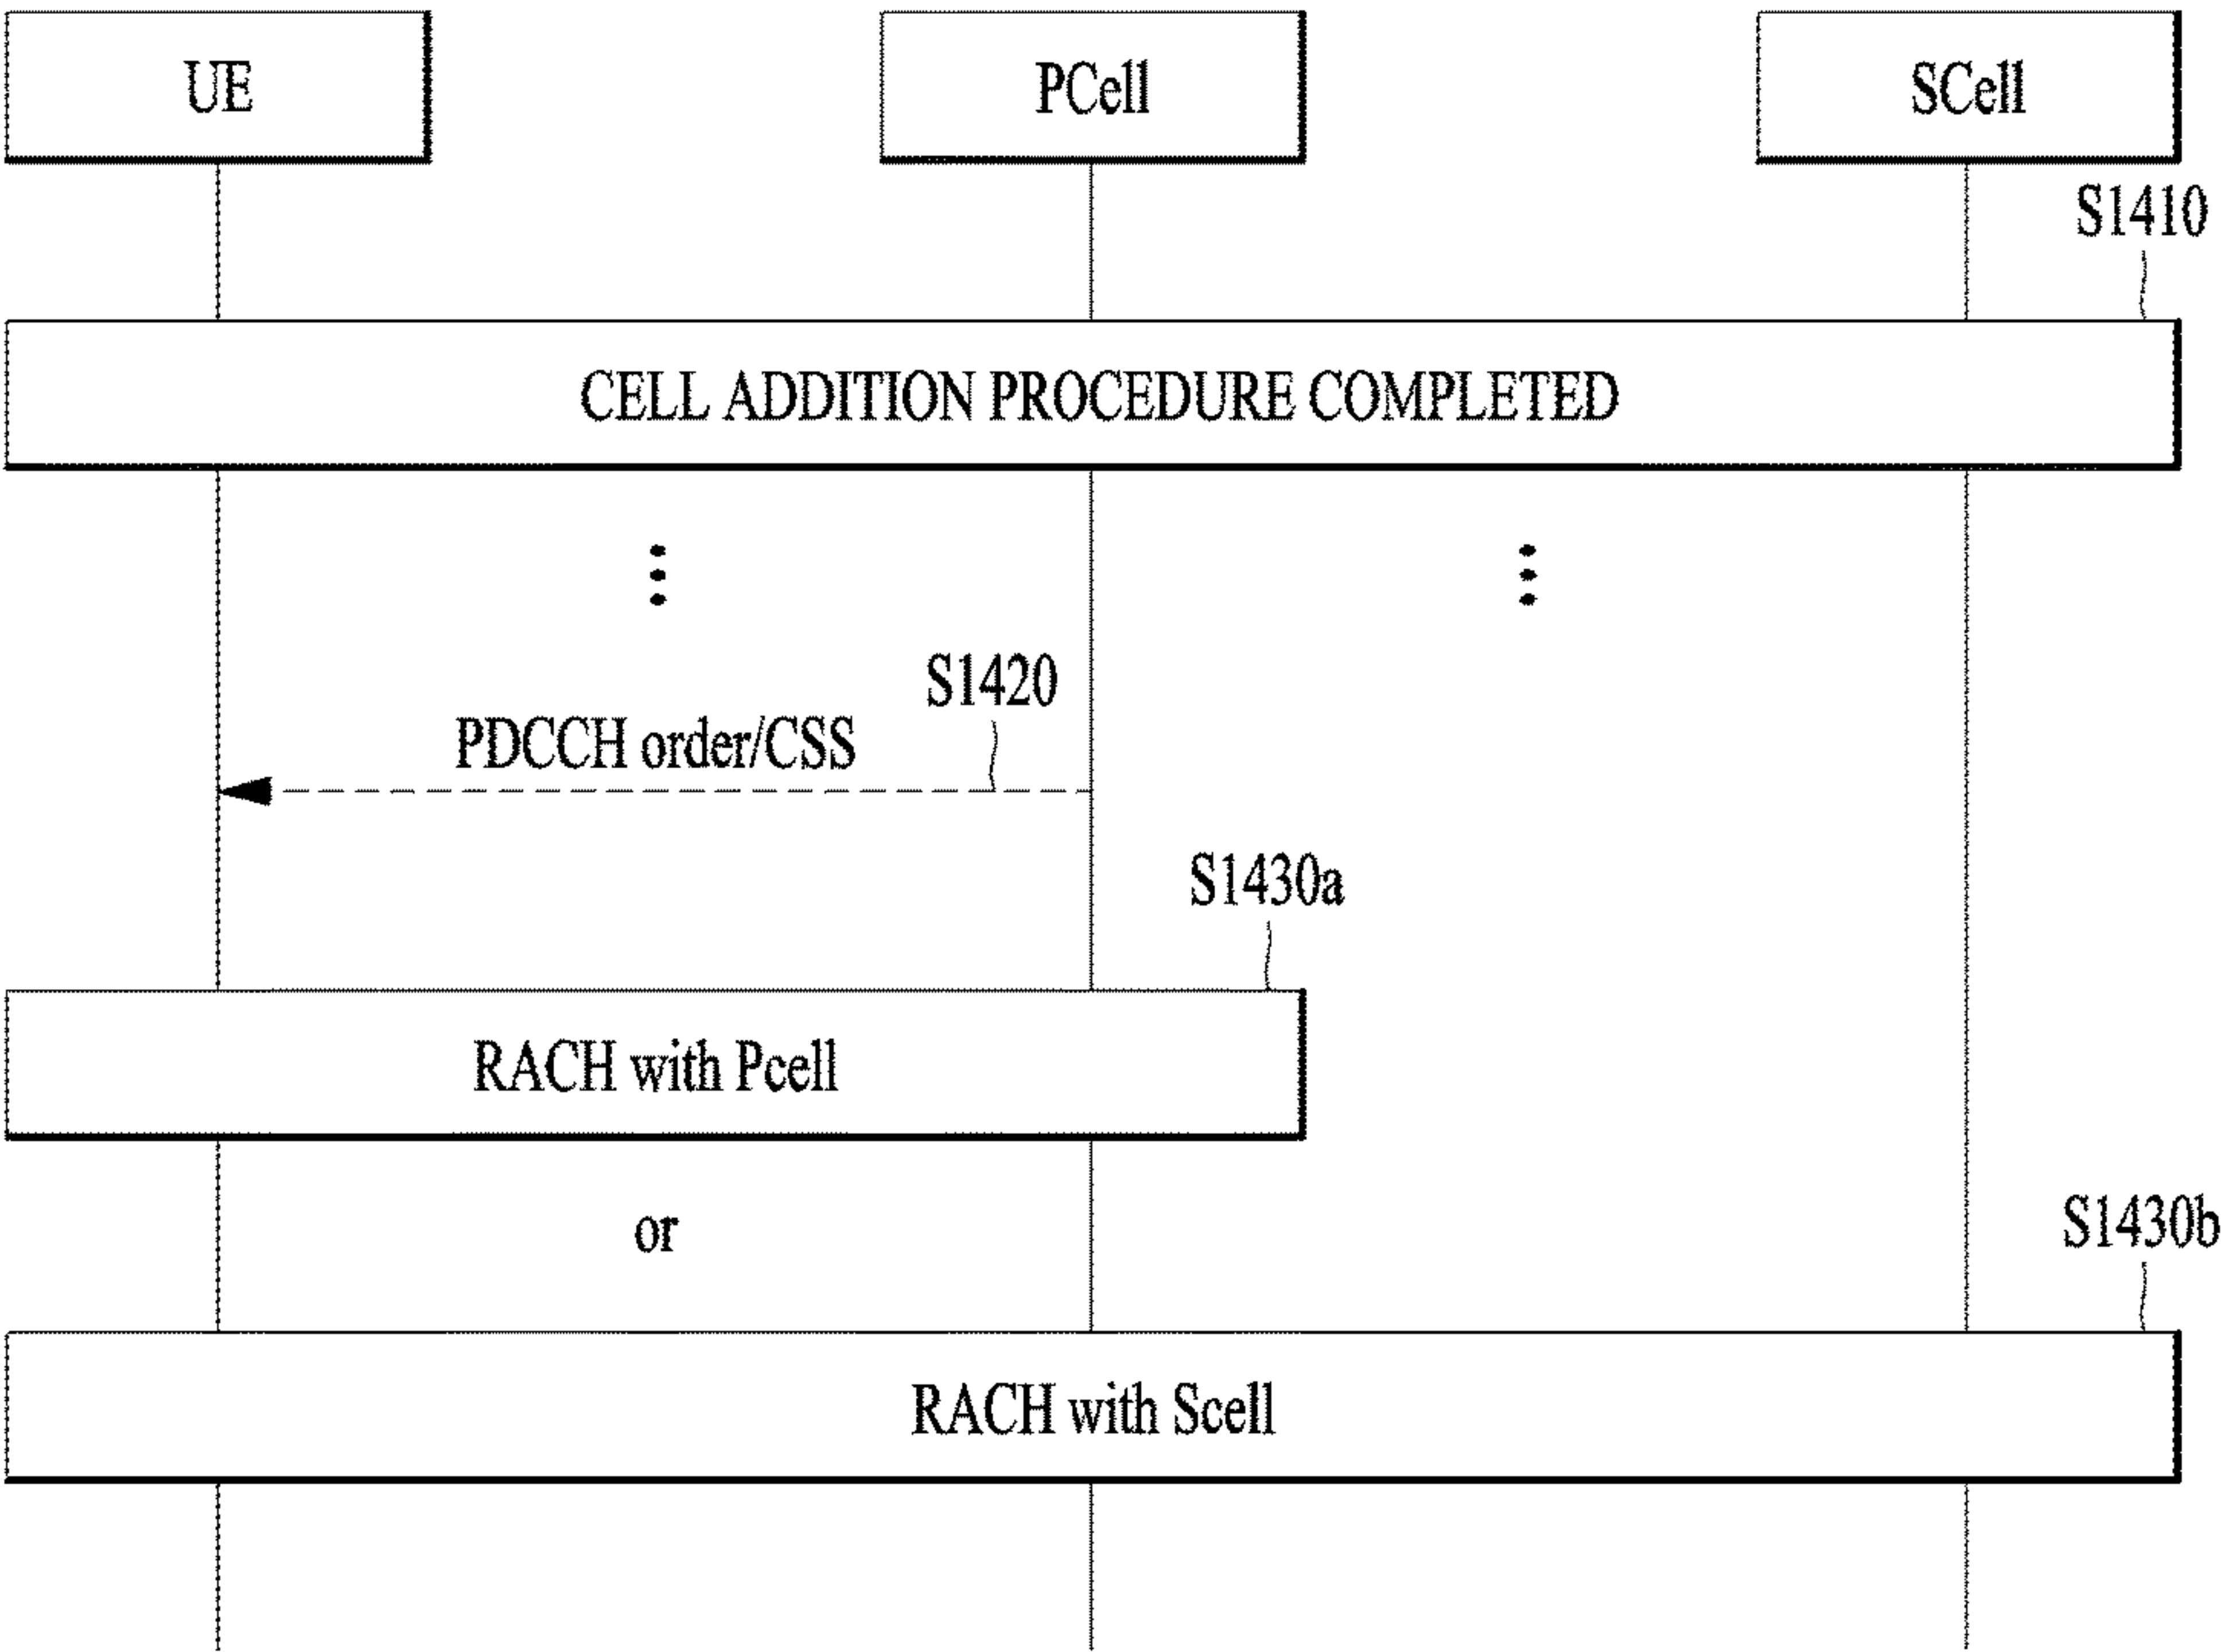 UE
PCell
SCell
S1410
CELL ADDITION PROCEDURE COMPLETED
S1420
PDCCH order/CSS
S1430a
RACH with Pcell
or
S1430b
RACH with Scell